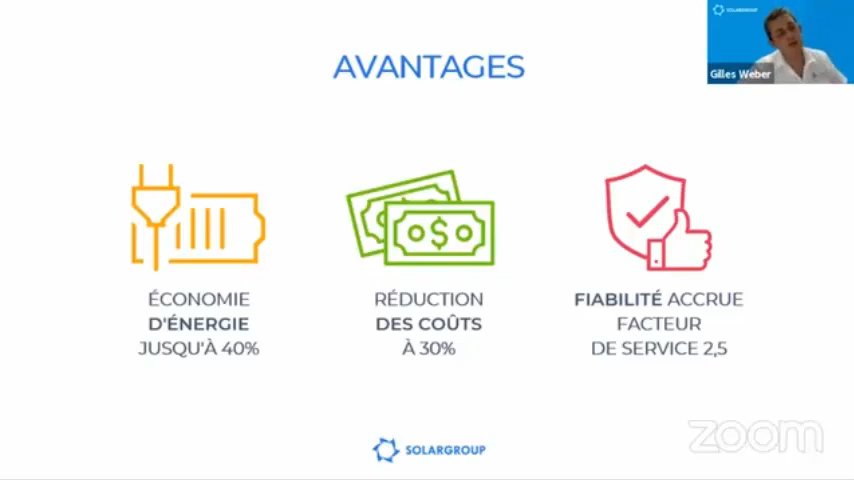 SOLARGROUP
Gilles Weber
AVANTAGES
ÉCONOMIE
D'ÉNERGIE
JUSQU'À 40%
RÉDUCTION
DES COÛTS
À 30%
FIABILITÉ ACCRUE
FACTEUR
DE SERVICE 2,5
SOLARGROUP
zoom